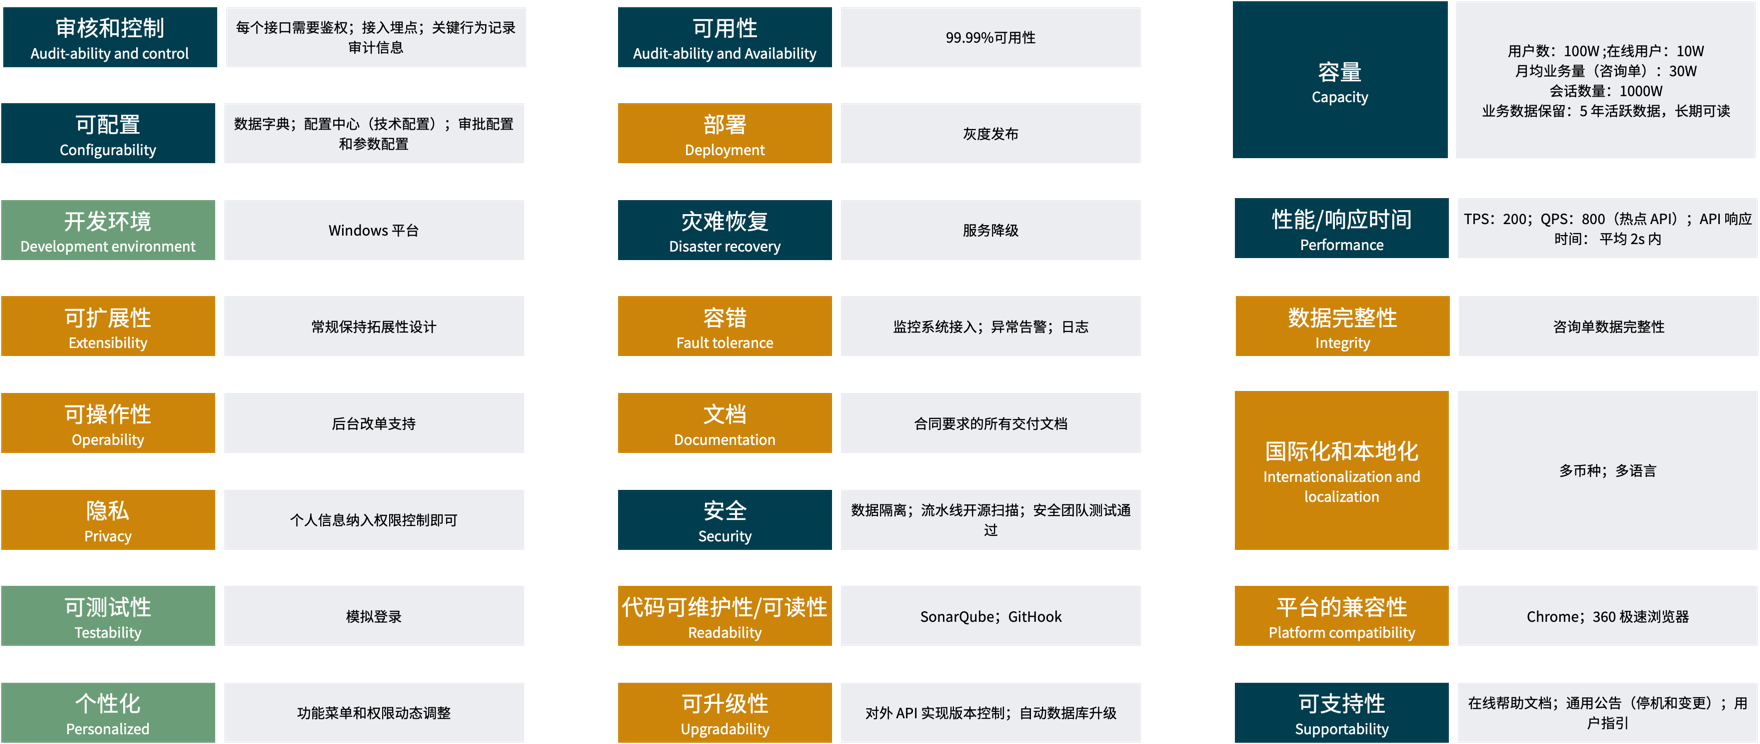 审核和控制
Audit-ability and control
每个接口需要鉴权；接入埋点；关键行为记录
审计信息
可配置
Configurability
数据字典；配置中心（技术配置）；审批配置
和参数配置
开发环境
Development environment
Windows 平台
可扩展性
Extensibility
常规保持拓展性设计
可操作性
Operability
后台改单支持
隐私
Privacy
个人信息纳入权限控制即可
可测试性
Testability
模拟登录
个性化
Personalized
功能菜单和权限动态调整
可用性
Audit-ability and Availability
99.99%可用性
部署
Deployment
灰度发布
灾难恢复
Disaster recovery
服务降级
容错
Fault tolerance
监控系统接入；异常告警；日志
文档
Documentation
合同要求的所有交付文档
安全
Security
数据隔离；流水线开源扫描；安全团队测试通
过
代码可维护性/可读性
Readability
SonarQube；GitHook
可升级性
Upgradability
对外 API 实现版本控制；自动数据库升级
容量
Capacity
用户数：100W ;在线用户：10W
月均业务量（咨询单）：30W
会话数量：1000W
业务数据保留：5 年活跃数据，长期可读
性能/响应时间
Performance
TPS：200；QPS：800（热点 API）；API 响应
时间： 平均 2s 内
数据完整性
Integrity
咨询单数据完整性
国际化和本地化
Internationalization and
localization
多币种；多语言
平台的兼容性
Platform compatibility
Chrome；360 极速浏览器
可支持性
Supportability
在线帮助文档；通用公告（停机和变更）；用
户指引